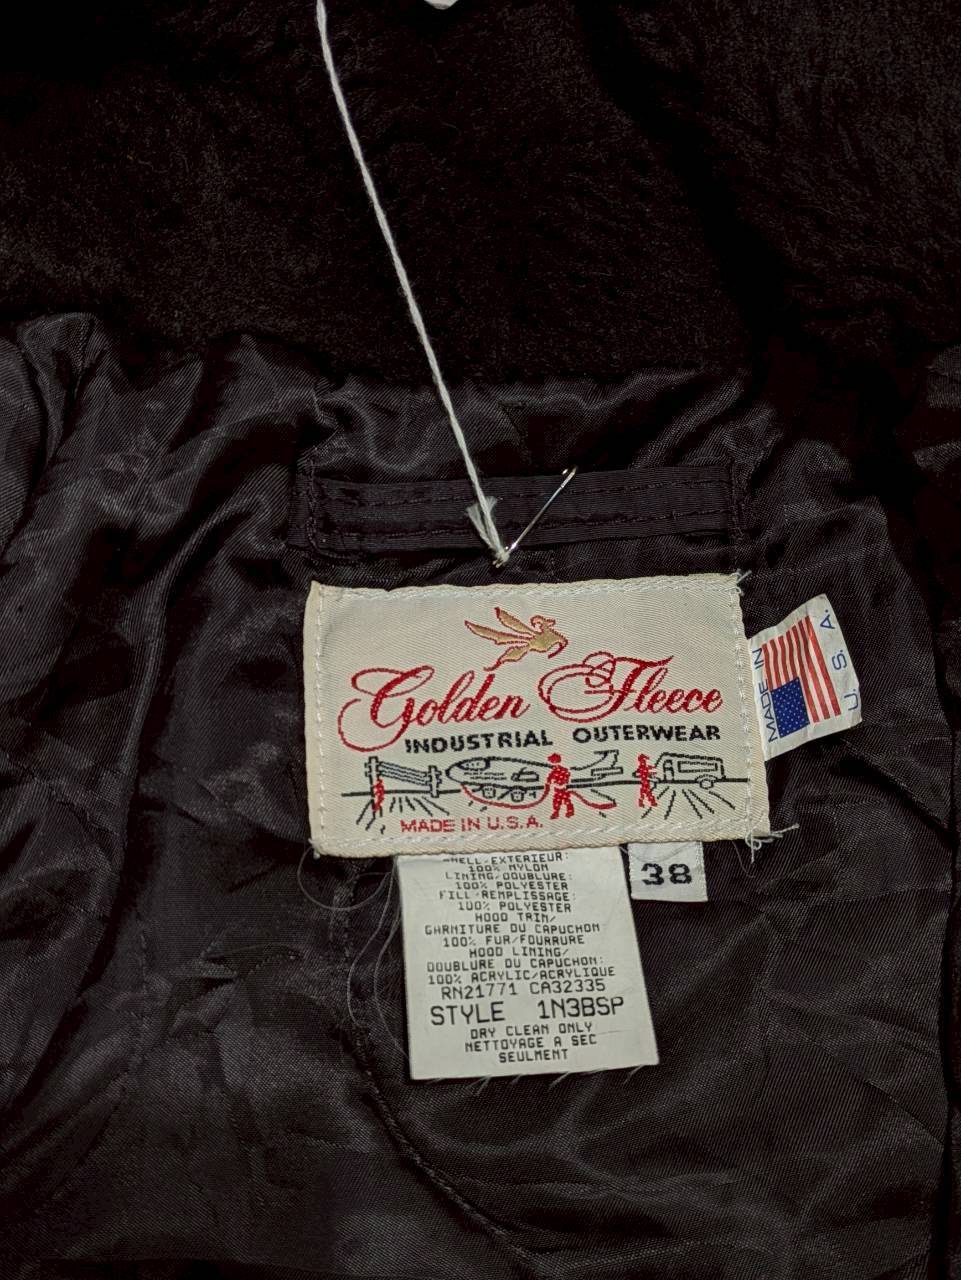 Golden Fleece
INDUSTRIAL OUTERWEAR
MADE IN U.S.A.
MADE IN
U. S. A.
38
SHELL-EXTERIEUR:
100% NYLON
LINING/DOUBLURE:
100% POLYESTER
FILL-REMPLISSAGE:
100% POLYESTER
HOOD TRIM/
GARNITURE DU CAPUCHON
100% FUR/FOURRURE
HOOD LINING/
DOUBLURE DU CAPUCHON:
100% ACRYLIC/ACRYLIQUE
RN21771 CA32335
STYLE 1N3BSP
DRY CLEAN ONLY
NETTOYAGE A SEC
SEULMENT